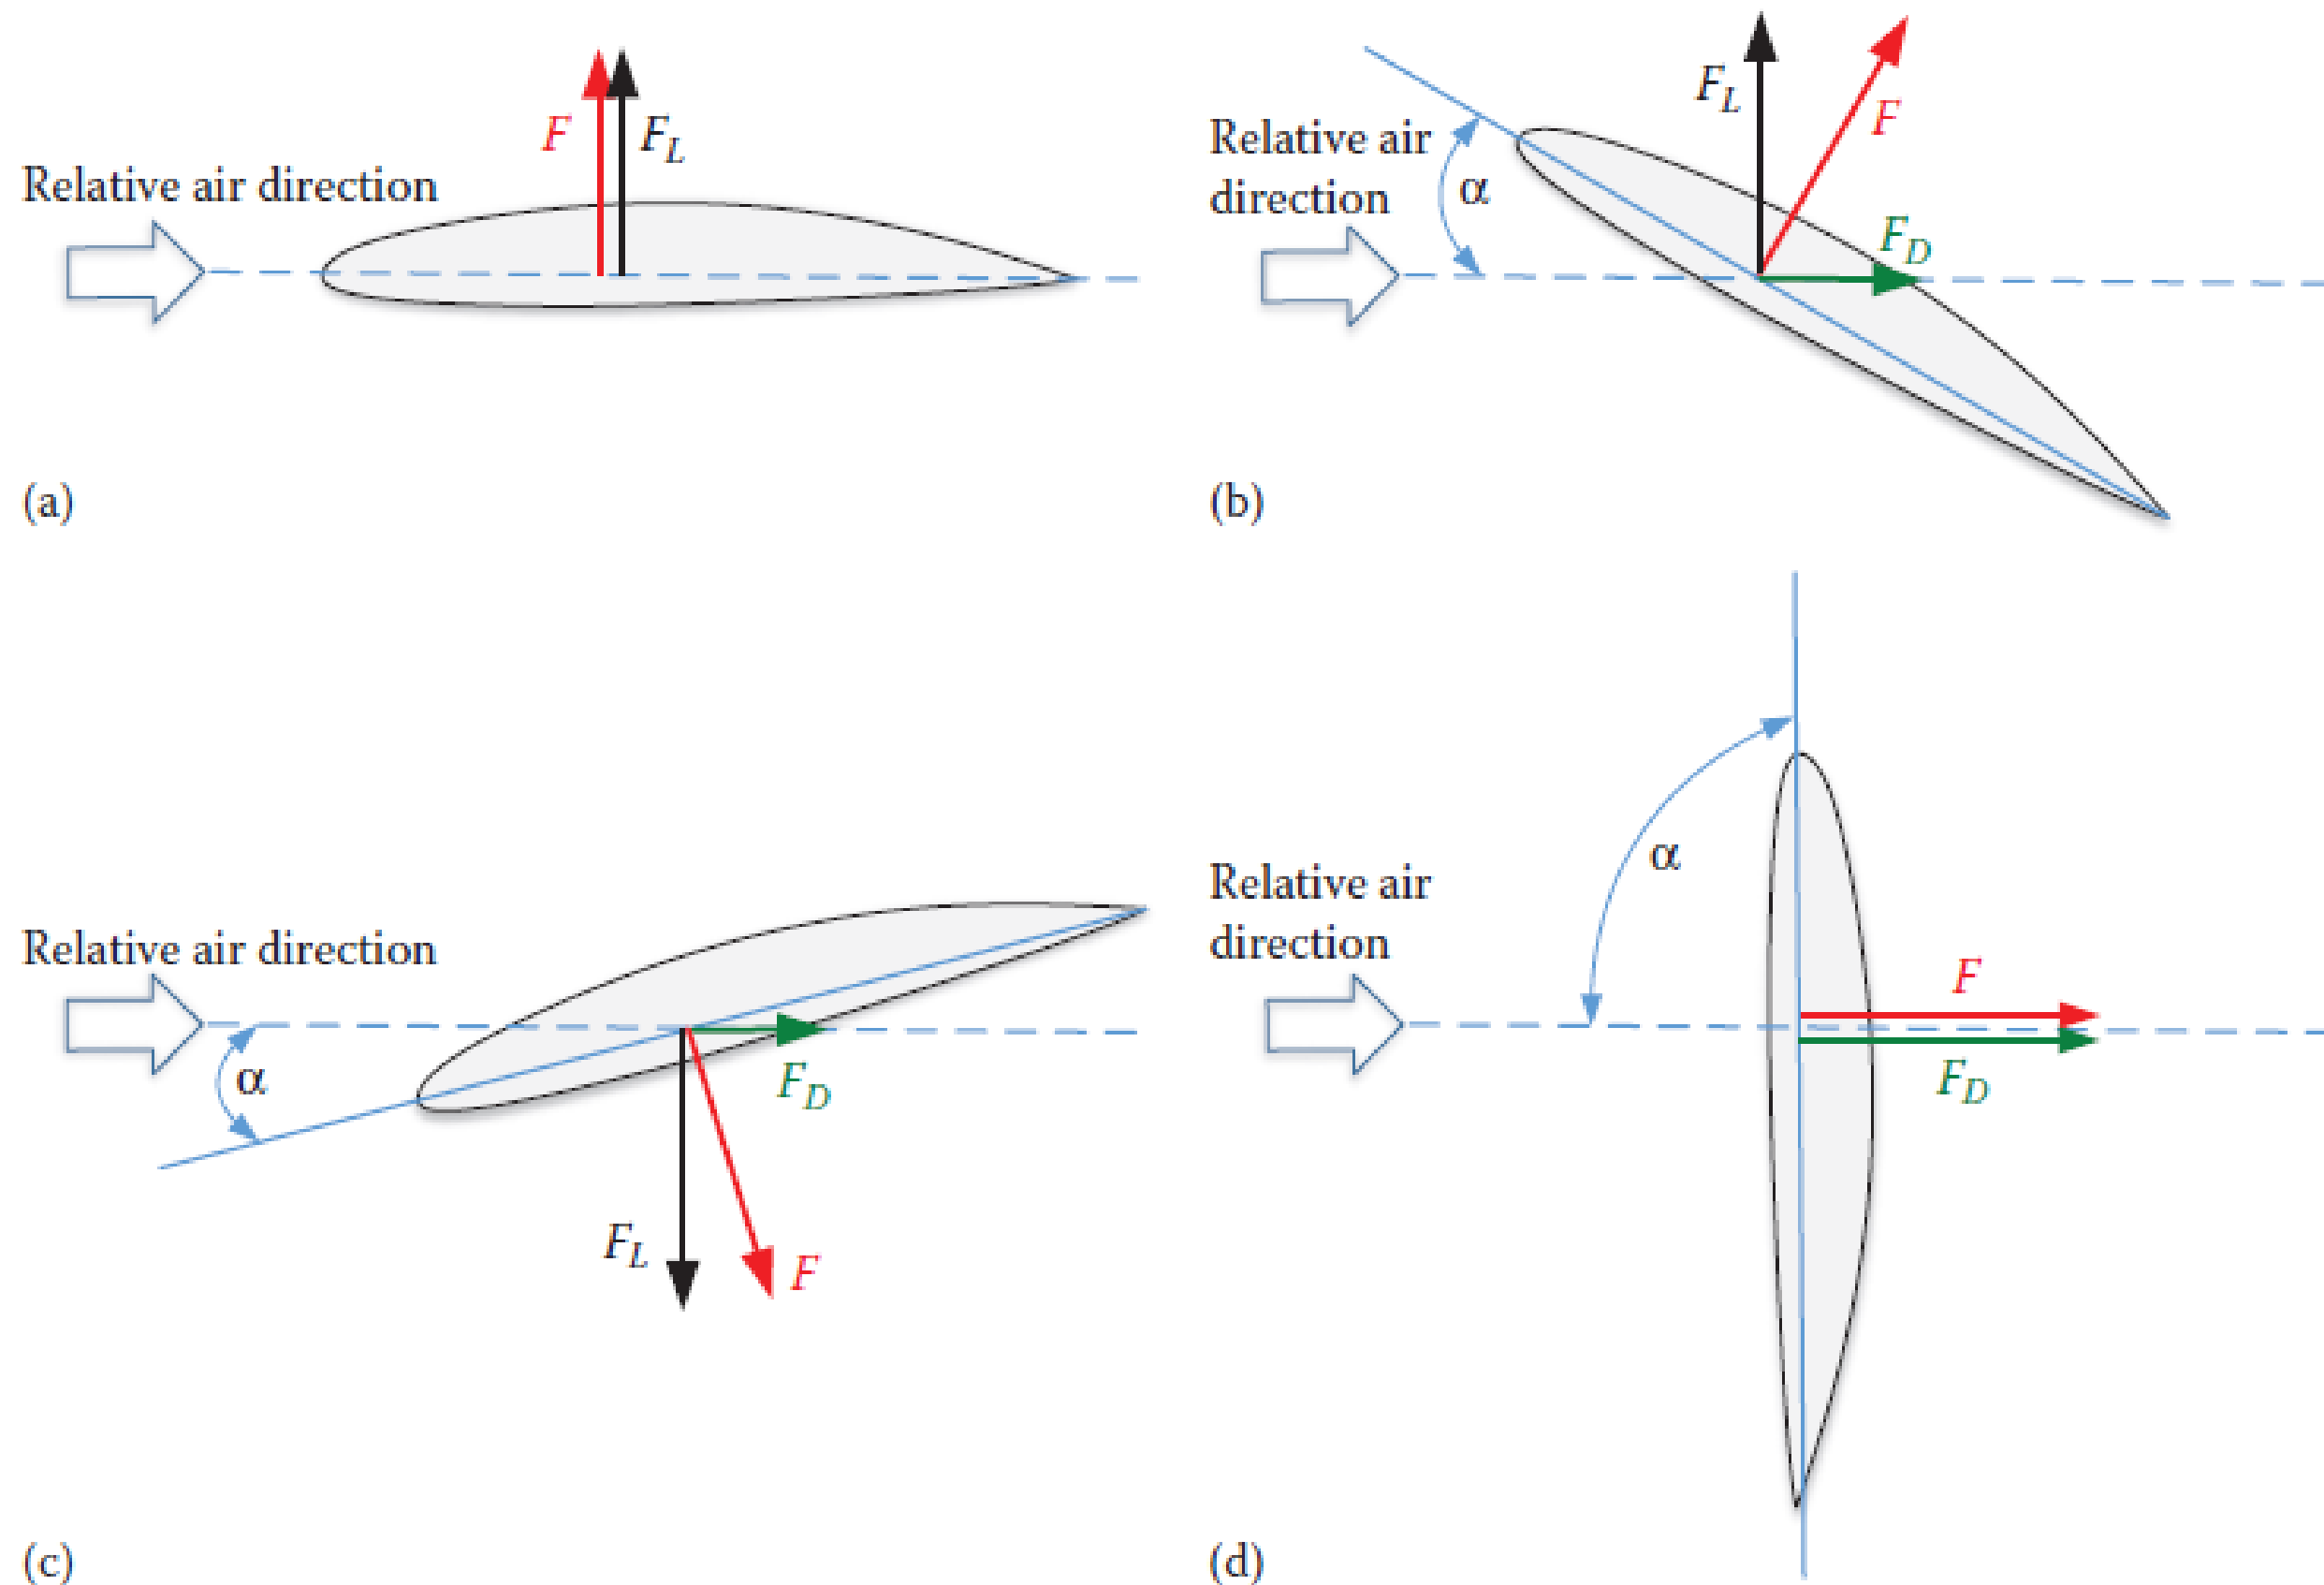 F
F_L
Relative air direction
(a)
F_L
F
Relative air
direction
α
F_D
(b)
Relative air direction
α
F_D
F_L
F
(c)
α
Relative air
direction
F
F_D
(d)